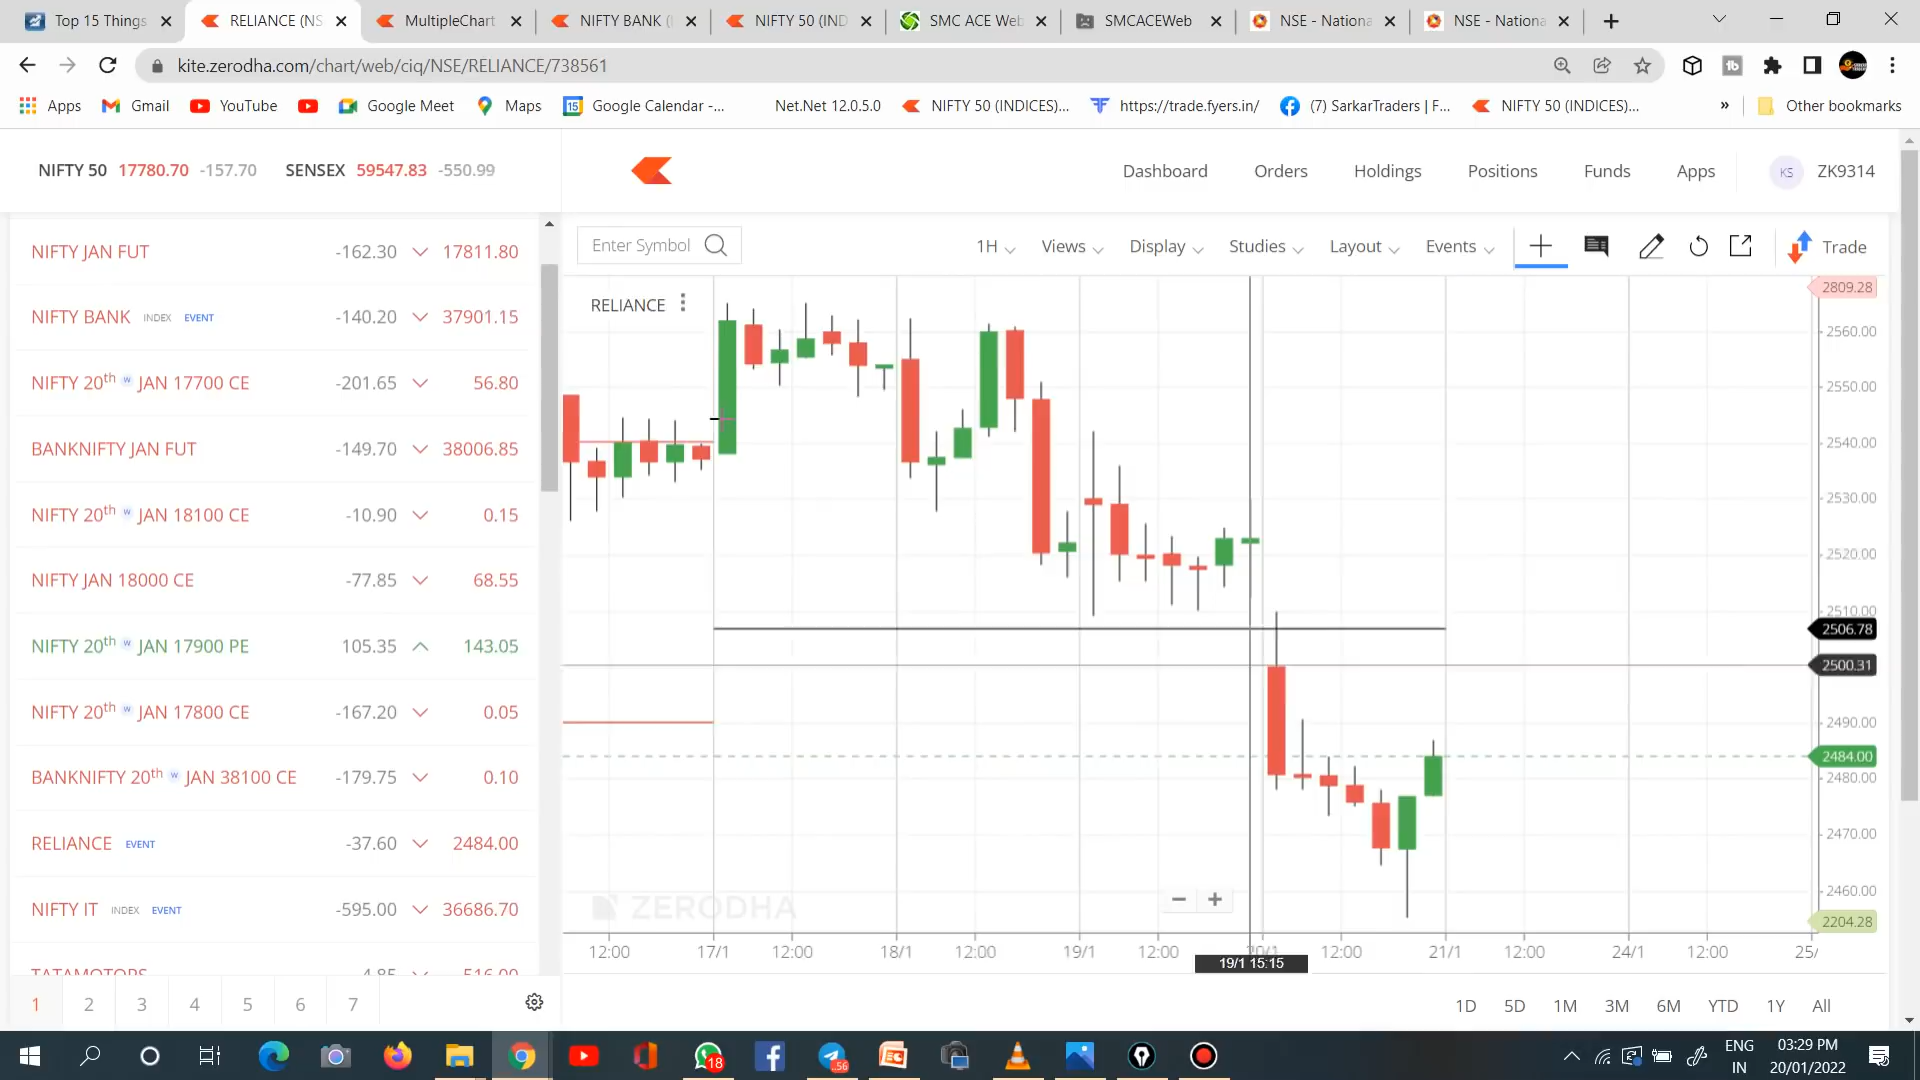 Top 15 Things
RELIANCE (NS
MultipleChart
NIFTY BANK (I
NIFTY 50 (IND
SMC ACE Web
SMCACEWeb
NSE - Nationa
NSE - Nationa
kite.zerodha.com/chart/web/ciq/NSE/RELIANCE/738561
Apps
Gmail
YouTube
Google Meet
Maps
Google Calendar -...
Net.Net 12.0.5.0
NIFTY 50 (INDICES)...
https://trade.fyers.in/
(7) SarkarTraders | F...
NIFTY 50 (INDICES)...
»
Other bookmarks
NIFTY 50 17780.70 -157.70 SENSEX 59547.83 -550.99
Dashboard Orders Holdings Positions Funds Apps KS ZK9314
NIFTY JAN FUT -162.30 17811.80
NIFTY BANK INDEX EVENT -140.20 37901.15
NIFTY 20th w JAN 17700 CE -201.65 56.80
BANKNIFTY JAN FUT -149.70 38006.85
NIFTY 20th w JAN 18100 CE -10.90 0.15
NIFTY JAN 18000 CE -77.85 68.55
NIFTY 20th w JAN 17900 PE 105.35 143.05
NIFTY 20th w JAN 17800 CE -167.20 0.05
BANKNIFTY 20th w JAN 38100 CE -179.75 0.10
RELIANCE EVENT -37.60 2484.00
NIFTY IT INDEX EVENT -595.00 36686.70
TATAMOTORS -4.85 516.00
1 2 3 4 5 6 7
Enter Symbol
1H Views Display Studies Layout Events Trade
RELIANCE
2809.28
2560.00
2550.00
2540.00
2530.00
2520.00
2510.00
2506.78
2500.31
2490.00
2484.00
2480.00
2470.00
2460.00
2204.28
ZERODHA
12:00 17/1 12:00 18/1 12:00 19/1 12:00 20/1 12:00 21/1 12:00 24/1 12:00 25/
19/1 15:15
1D 5D 1M 3M 6M YTD 1Y All
18
.56
ENG
IN
03:29 PM
20/01/2022